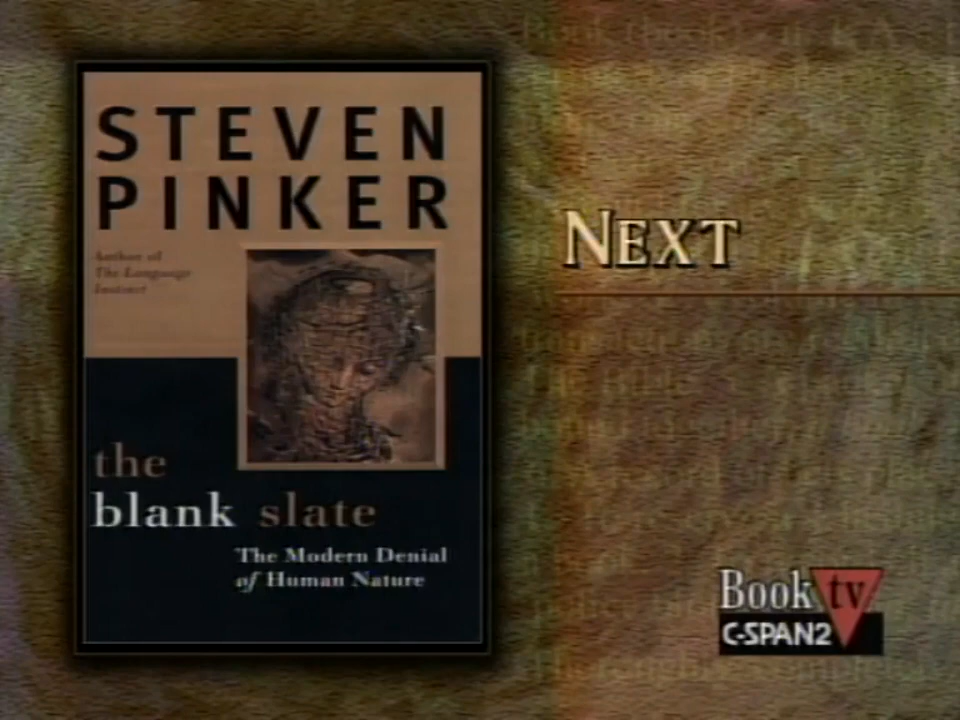 STEVEN
PINKER
Author of
The Language
Instinct
the
blank slate
The Modern Denial
of Human Nature
NEXT
Book tv
C-SPAN2